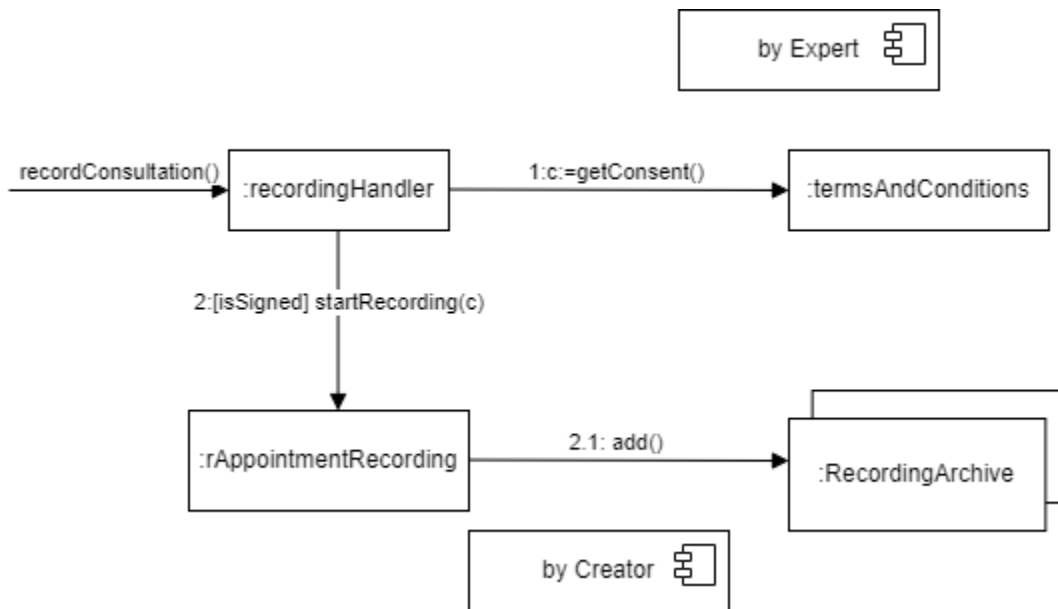 by Expert
recordConsultation()
:recordingHandler
1:c:=getConsent()
:termsAndConditions
2:[isSigned] startRecording(c)
:rAppointmentRecording
2.1: add()
:RecordingArchive
by Creator